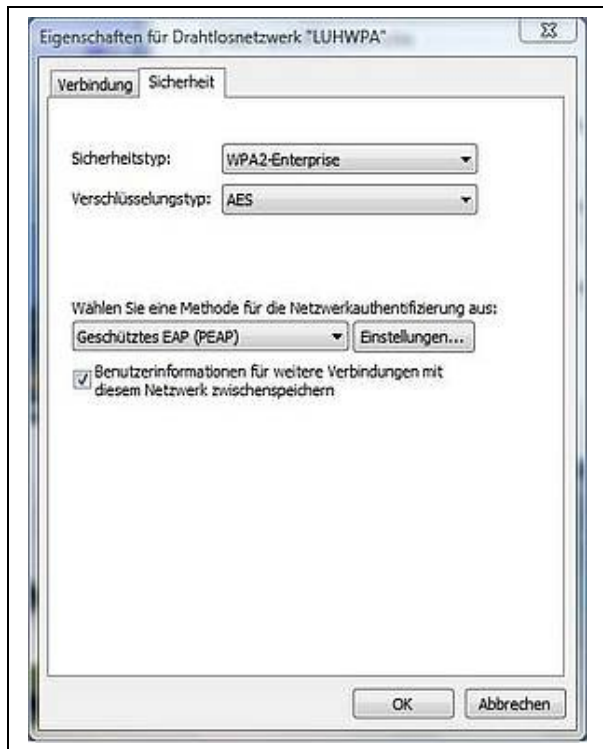 Eigenschaften für Drahtlosnetzwerk "LUHWPA"
Verbindung Sicherheit
Sicherheitstyp: WPA2-Enterprise
Verschlüsselungstyp: AES
Wählen Sie eine Methode für die Netzwerkauthentifizierung aus:
Geschütztes EAP (PEAP) Einstellungen...
Benutzerinformationen für weitere Verbindungen mit
diesem Netzwerk zwischenspeichern
OK Abbrechen